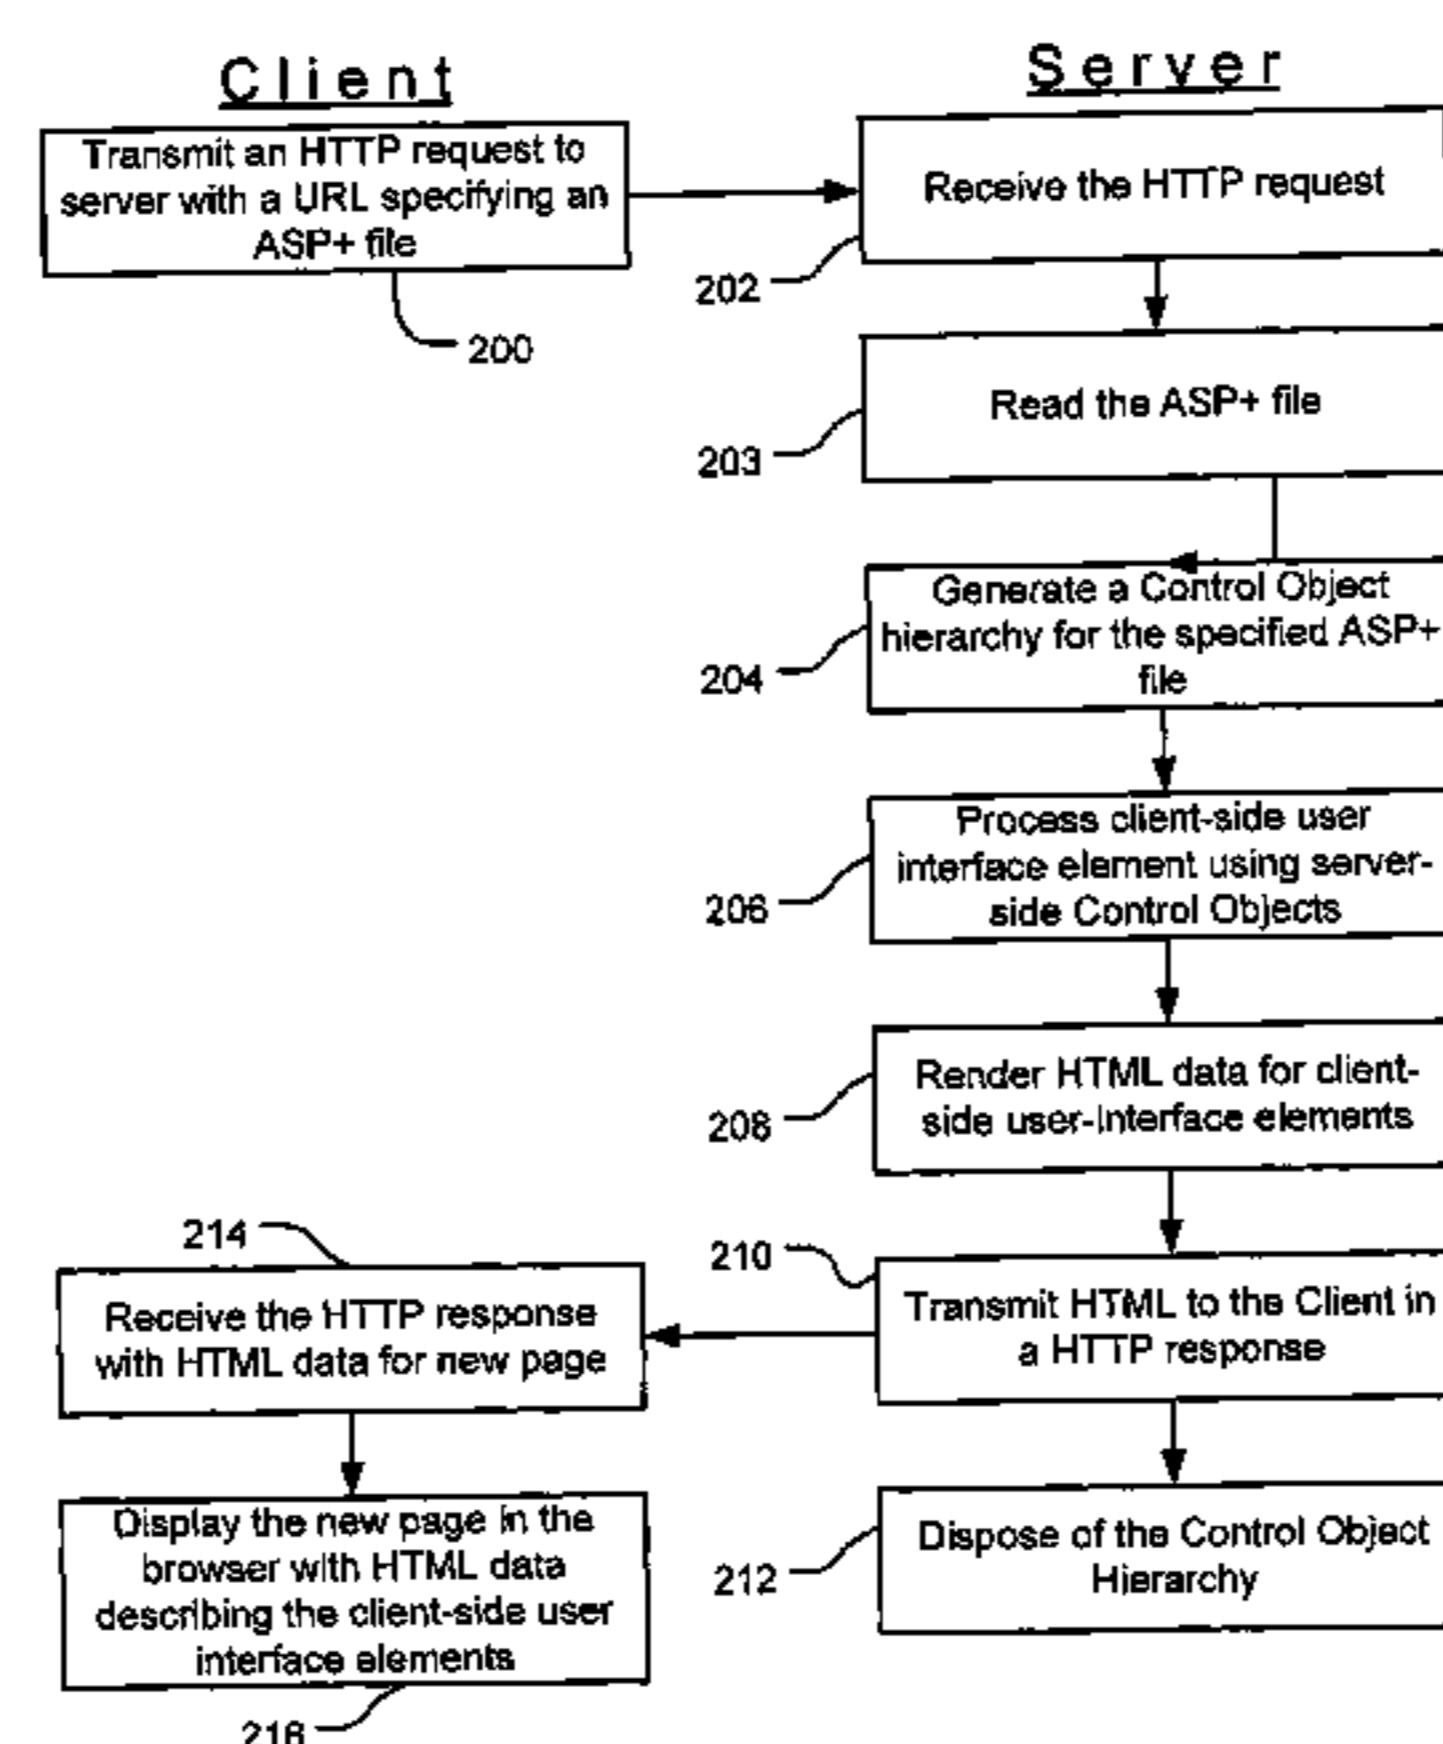 Client
Server
Transmit an HTTP request to
server with a URL specifying an
ASP+ file
200
Receive the HTTP request
202
Read the ASP+ file
203
Generate a Control Object
hierarchy for the specified ASP+
file
204
Process client-side user
interface element using server-
side Control Objects
206
Render HTML data for client-
side user-Interface elements
208
210
Transmit HTML to the Client in
a HTTP response
214
Receive the HTTP response
with HTML data for new page
Dispose of the Control Object
Hierarchy
212
Display the new page in the
browser with HTML data
describing the client-side user
interface elements
216